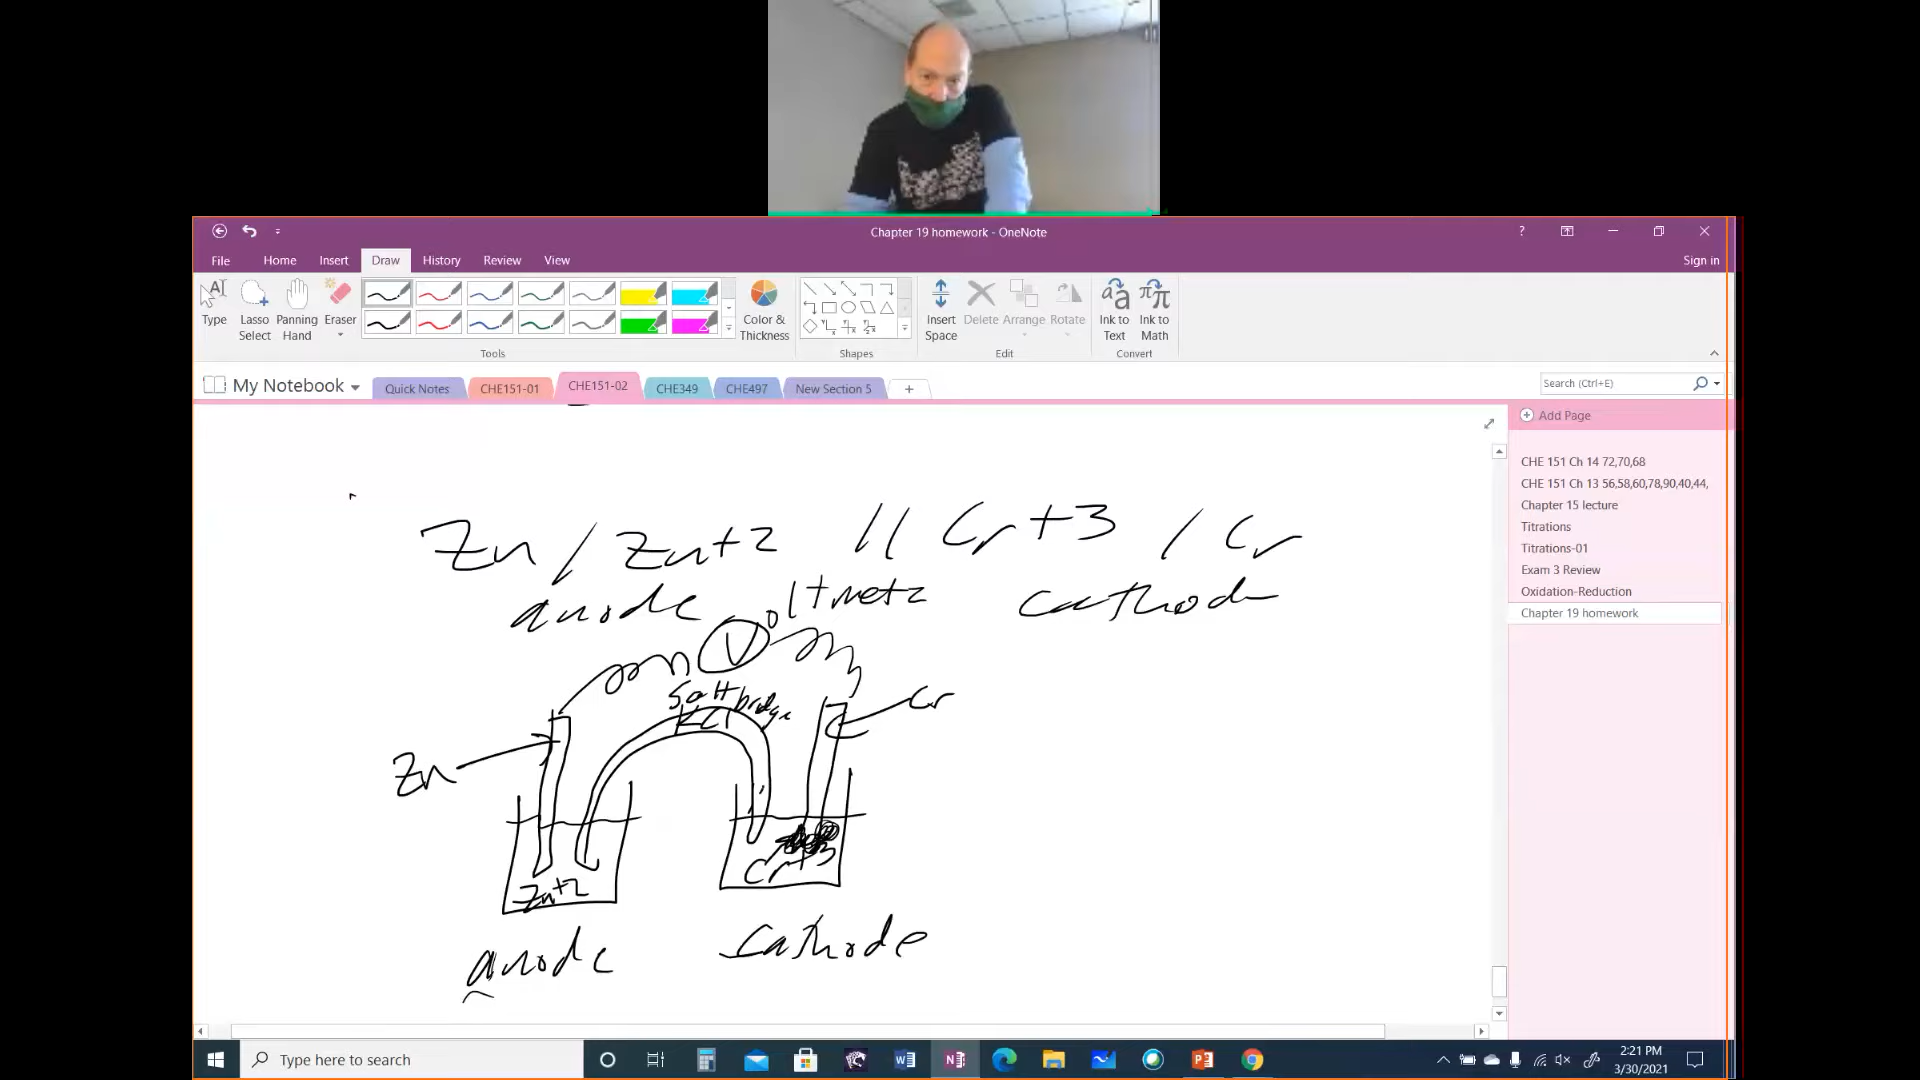 Chapter 19 homework - OneNote
?
File Home Insert Draw History Review View
Sign in
Type Lasso Select Panning Hand Eraser
Color & Thickness
Insert Space Delete Arrange Rotate
Ink to Text Ink to Math
Tools Shapes Edit Convert
My Notebook Quick Notes CHE151-01 CHE151-02 CHE349 CHE497 New Section 5 +
Search (Ctrl+E)
Add Page
CHE 151 Ch 14 72,70,68
CHE 151 Ch 13 56,58,60,78,90,40,44,
Chapter 15 lecture
Titrations
Titrations-01
Exam 3 Review
Oxidation-Reduction
Chapter 19 homework
Zn / Zn+2 // Cr+3 / Cr
anode cathode
Voltmeter
Salt bridge
KCl
Cr
Zn
Zn+2 Cr+3
anode cathode
Type here to search
2:21 PM
3/30/2021